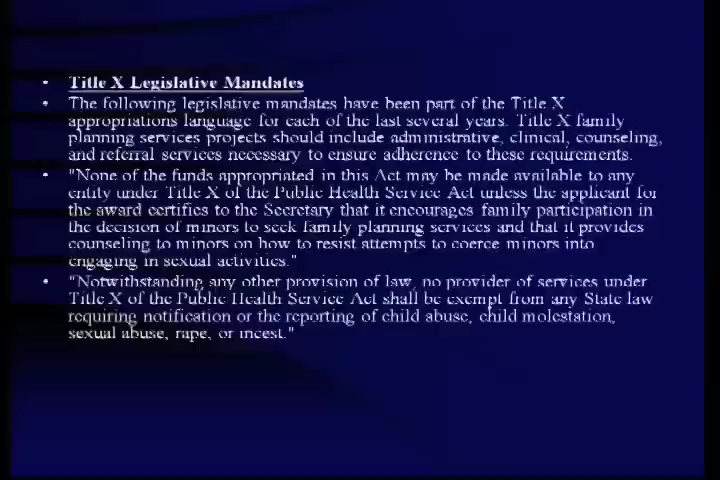 • Title X Legislative Mandates
• The following legislative mandates have been part of the Title X
appropriations language for each of the last several years. Title X family
planning services projects should include administrative, clinical, counseling,
and referral services necessary to ensure adherence to these requirements.
• "None of the funds appropriated in this Act may be made available to any
entity under Title X of the Public Health Service Act unless the applicant for
the award certifies to the Secretary that it encourages family participation in
the decision of minors to seek family planning services and that it provides
counseling to minors on how to resist attempts to coerce minors into
engaging in sexual activities."
• "Notwithstanding any other provision of law, no provider of services under
Title X of the Public Health Service Act shall be exempt from any State law
requiring notification or the reporting of child abuse, child molestation,
sexual abuse, rape, or incest."